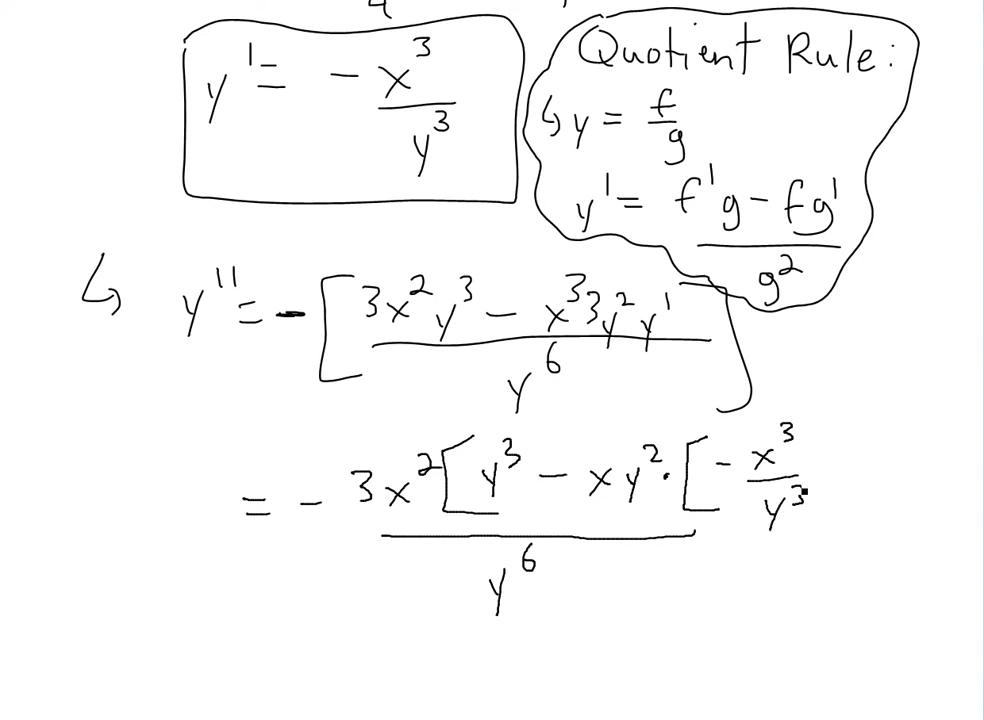 y' = - x³/y³
Quotient Rule:
↳ y = f/g
y' = (f'g - fg')/g²
↳ y'' = - [(3x²y³ - x³3y²y')/y⁶]
= - 3x²[y³ - xy² · [- x³/y³
y⁶